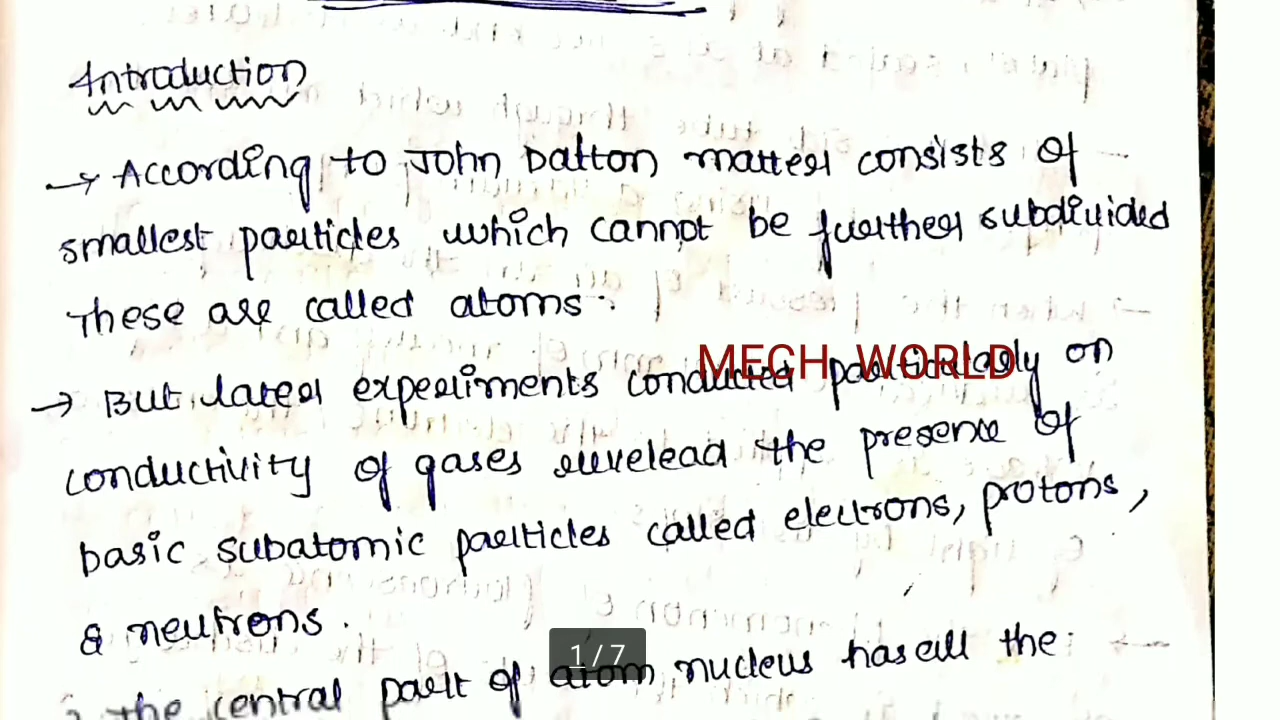 Introduction
→ According to John Dalton matter consists of
smallest particles which cannot be further subdivided
These are called atoms.
MECH WORLD
→ But later experiments conducted particularly on
conductivity of gases revelead the presence of
basic subatomic particles called electrons, protons,
& neutrons.
1/7
the central part of atom nucleus has all the